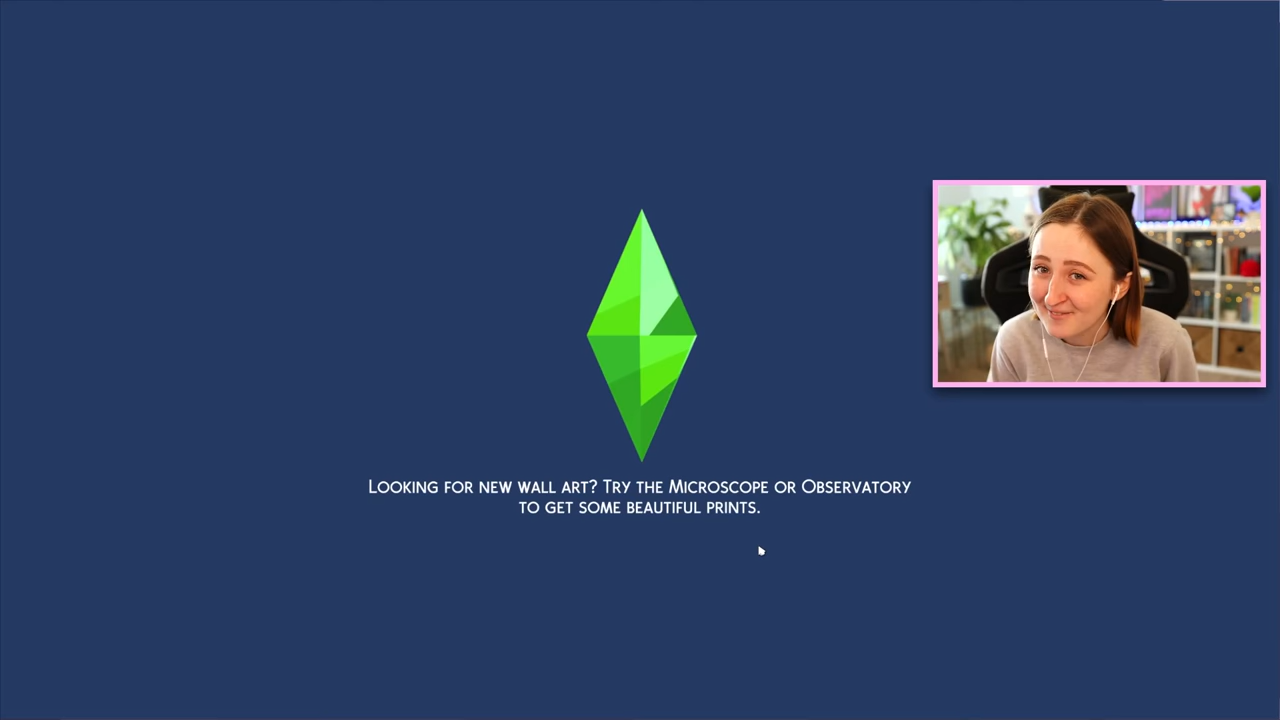 Looking for new wall art? Try the Microscope or Observatory
to get some beautiful prints.